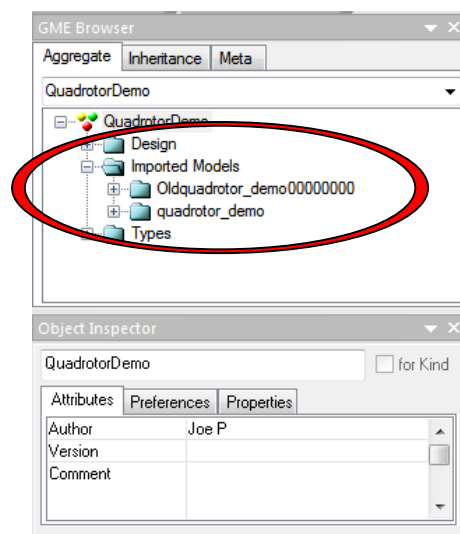 GME Browser
Aggregate Inheritance Meta
QuadrotorDemo
QuadrotorDemo
Design
Imported Models
Oldquadrotor_demo00000000
quadrotor_demo
Types
Object Inspector
QuadrotorDemo for Kind
Attributes Preferences Properties
Author Joe P
Version
Comment